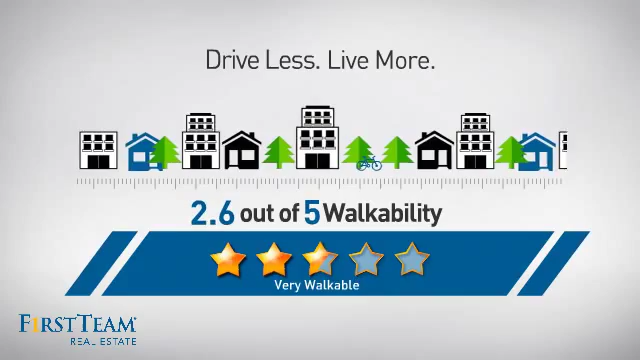 Drive Less. Live More.
2.6 out of 5 Walkability
Very Walkable
FIRSTTEAM®
REAL ESTATE